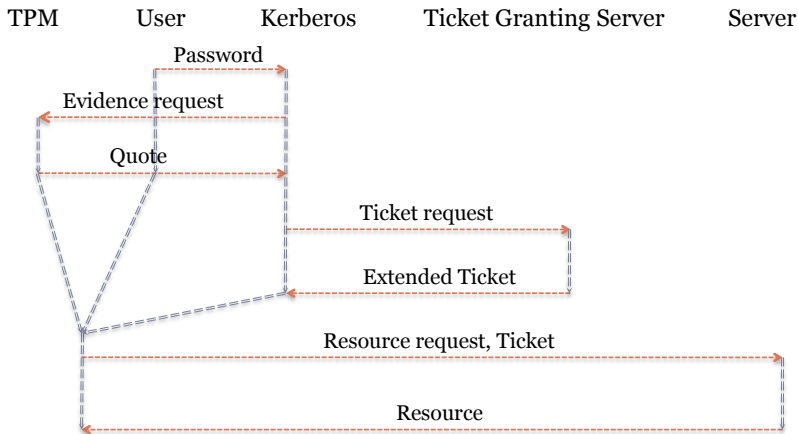 TPM User Kerberos Ticket Granting Server Server
Password
Evidence request
Quote
Ticket request
Extended Ticket
Resource request, Ticket
Resource